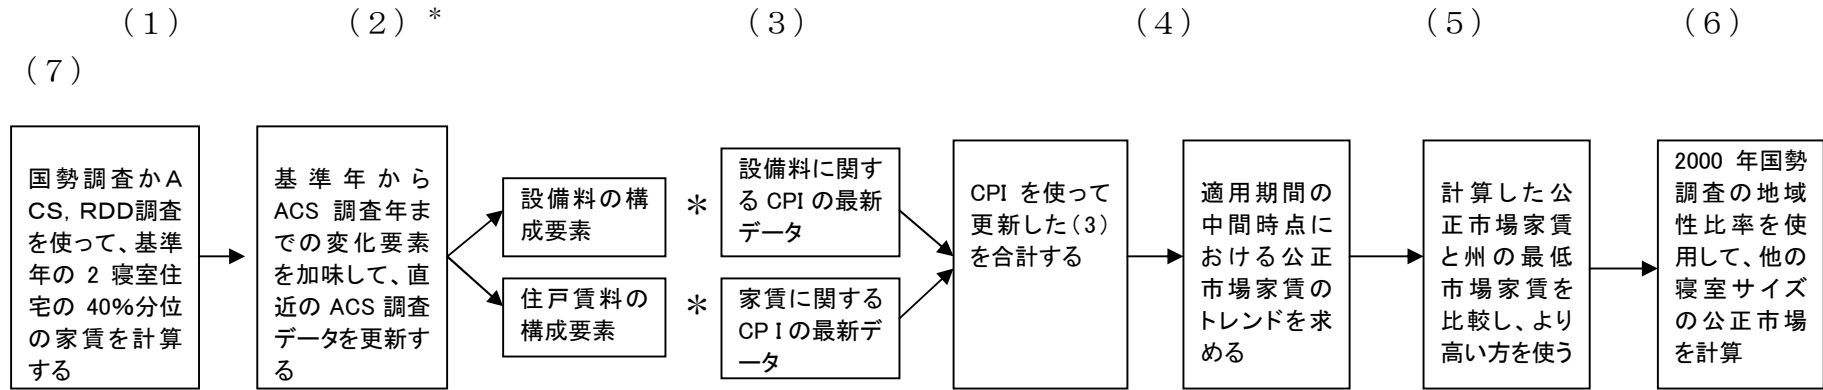 (1) (2) * (3) (4) (5) (6)
(7)
国勢調査かA
CS, RDD調査
を使って、基準
年の 2 寝室住
宅の 40%分位
の家賃を計算
する
基準年から
ACS 調査年ま
での変化要素
を加味して、直
近の ACS 調査
データを更新す
る
設備料の構
成要素
*
設備料に関す
る CPI の最新
データ
住戸賃料の
構成要素
*
家賃に関する
CPIの最新デ
ータ
CPI を使って
更新した(3)
を合計する
適用期間の
中間時点に
おける公正
市場家賃の
トレンドを求
める
計算した公
正市場家賃
と州の最低
市場家賃を
比較し、より
高い方を使う
2000 年国勢
調査の地域
性比率を使
用して、他の
寝室サイズ
の公正市場
を計算